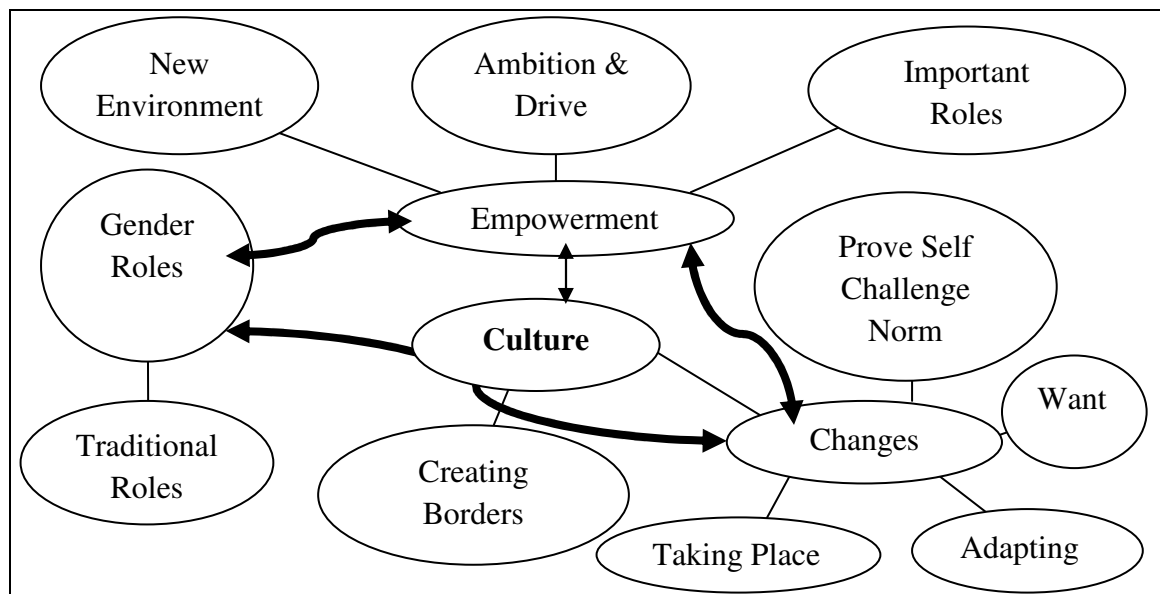 New
Environment
Ambition &
Drive
Important
Roles
Gender
Roles
Empowerment
Prove Self
Challenge
Norm
Culture
Want
Traditional
Roles
Changes
Creating
Borders
Taking Place
Adapting